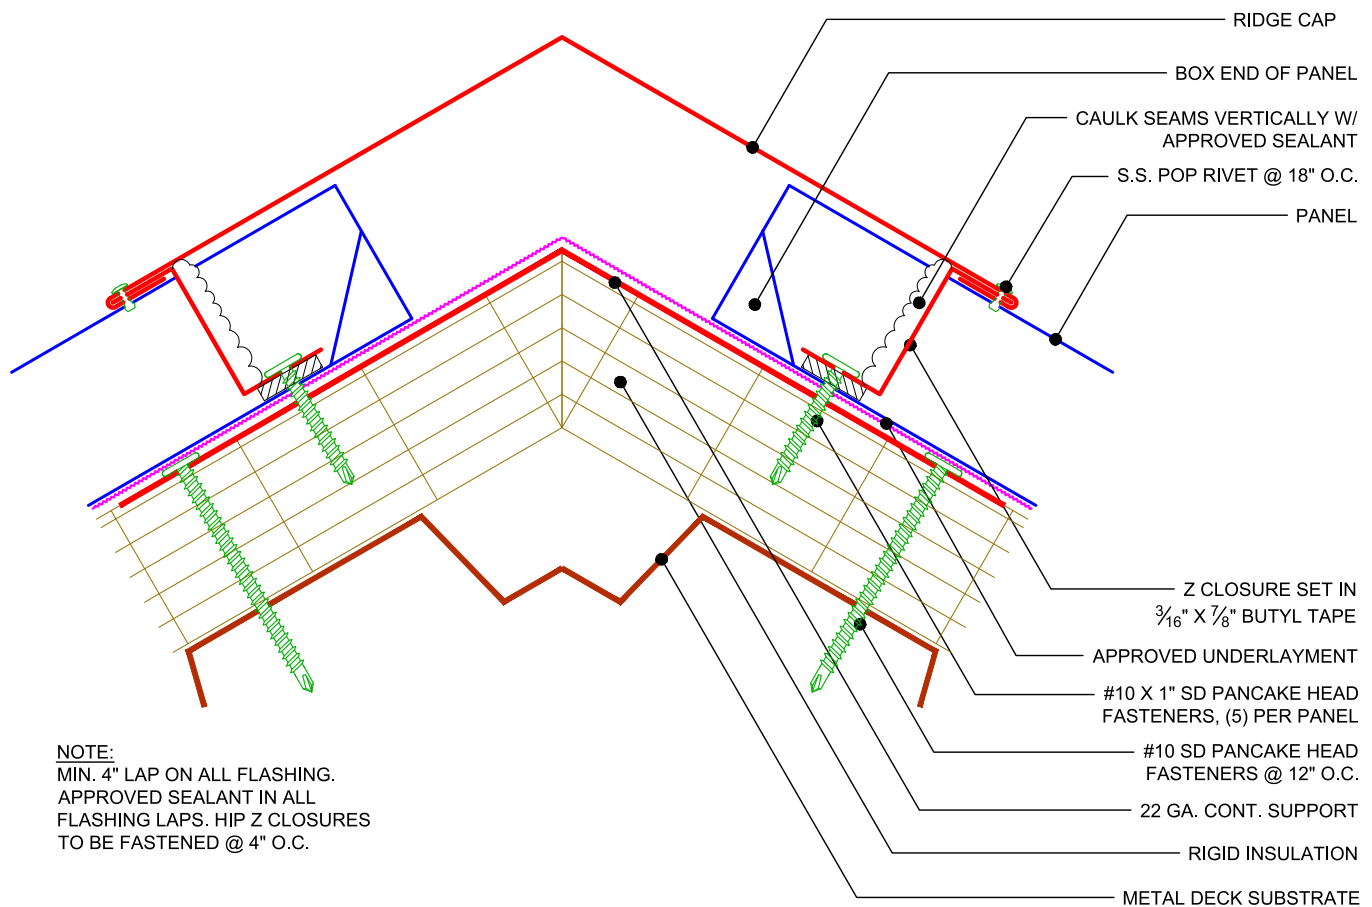 RIDGE CAP
BOX END OF PANEL
CAULK SEAMS VERTICALLY W/
APPROVED SEALANT
S.S. POP RIVET @ 18" O.C.
PANEL
Z CLOSURE SET IN
3/16" X 7/8" BUTYL TAPE
APPROVED UNDERLAYMENT
#10 X 1" SD PANCAKE HEAD
FASTENERS, (5) PER PANEL
#10 SD PANCAKE HEAD
FASTENERS @ 12" O.C.
22 GA. CONT. SUPPORT
RIGID INSULATION
METAL DECK SUBSTRATE
NOTE:
MIN. 4" LAP ON ALL FLASHING.
APPROVED SEALANT IN ALL
FLASHING LAPS. HIP Z CLOSURES
TO BE FASTENED @ 4" O.C.